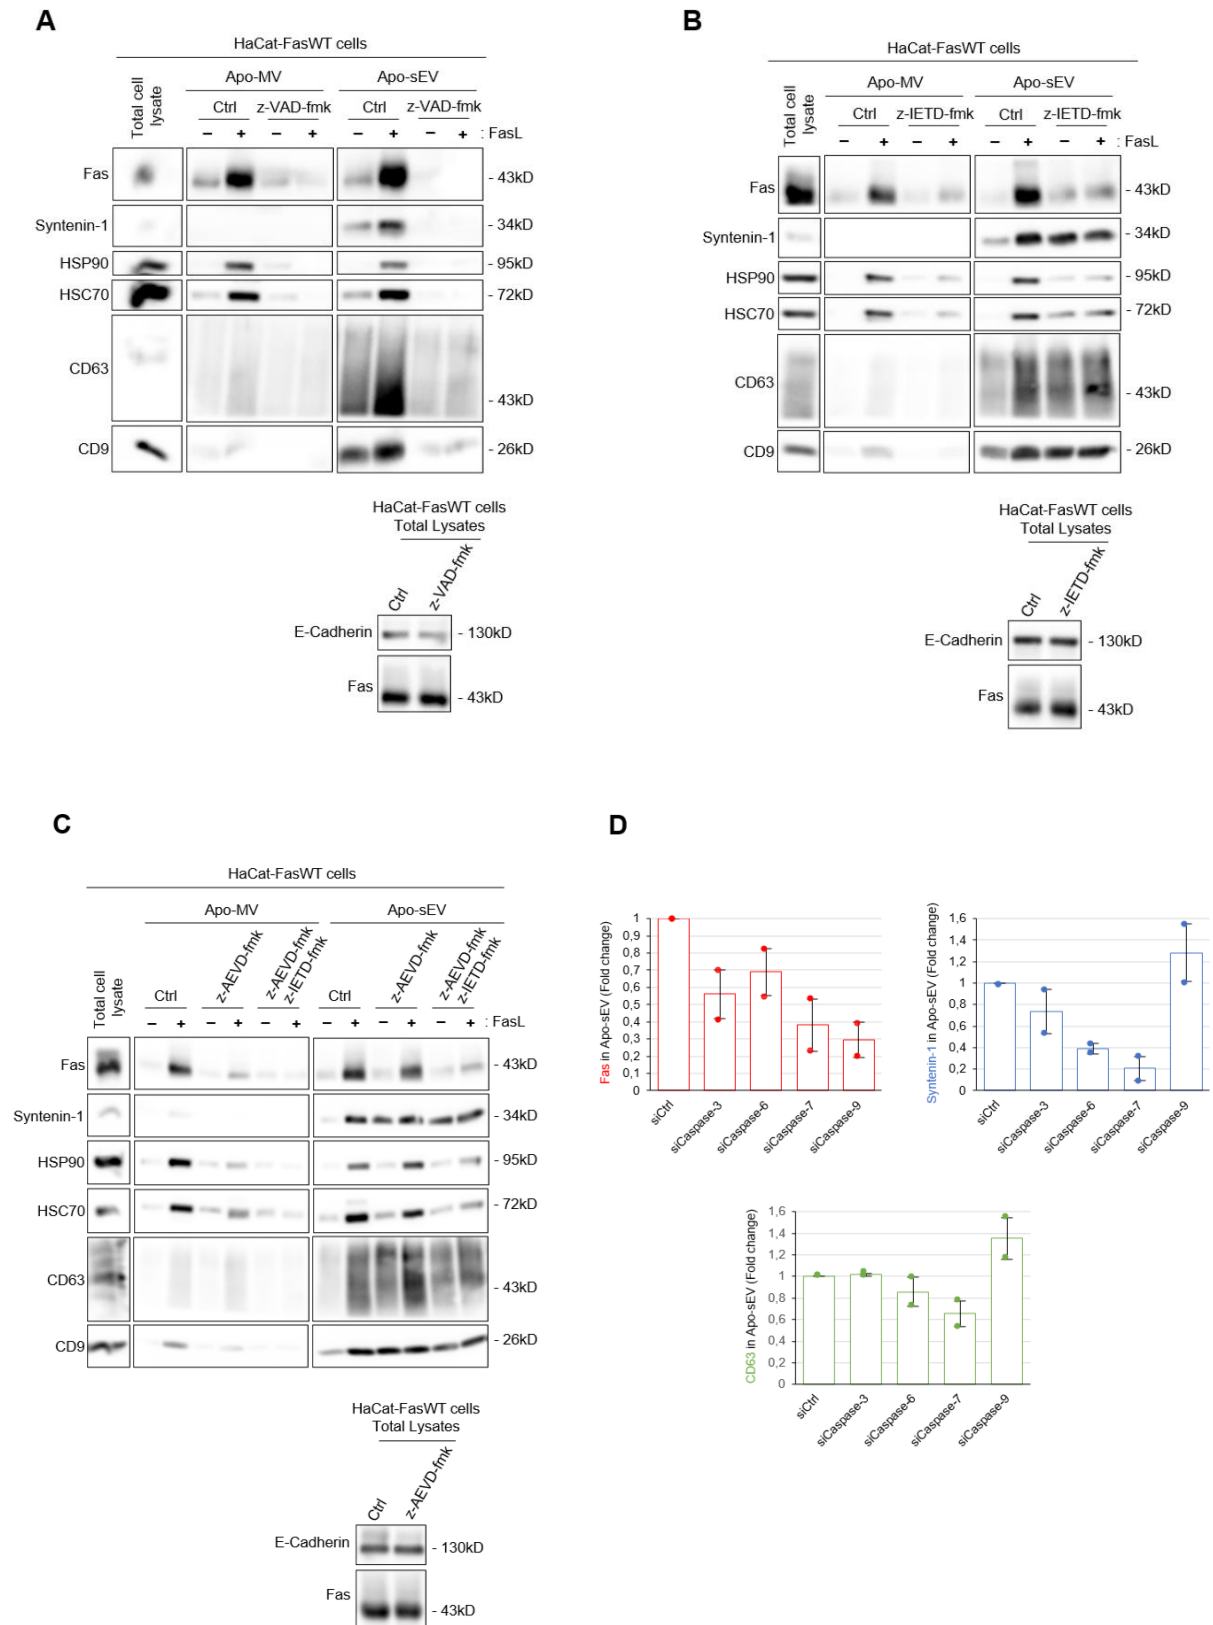 A
HaCat-FasWT cells
Total cell
lysate
Apo-MV
Apo-sEV
Ctrl
z-VAD-fmk
Ctrl
z-VAD-fmk
– + – + – + – + : FasL
Fas
- 43kD
Syntenin-1
- 34kD
HSP90
- 95kD
HSC70
- 72kD
CD63
- 43kD
CD9
- 26kD
HaCat-FasWT cells
Total Lysates
Ctrl
z-VAD-fmk
E-Cadherin
- 130kD
Fas
- 43kD
B
HaCat-FasWT cells
Total cell
lysate
Apo-MV
Apo-sEV
Ctrl
z-IETD-fmk
Ctrl
z-IETD-fmk
– + – + – + – + : FasL
Fas
- 43kD
Syntenin-1
- 34kD
HSP90
- 95kD
HSC70
- 72kD
CD63
- 43kD
CD9
- 26kD
HaCat-FasWT cells
Total Lysates
Ctrl
z-IETD-fmk
E-Cadherin
- 130kD
Fas
- 43kD
C
HaCat-FasWT cells
Total cell
lysate
Apo-MV
Apo-sEV
Ctrl
z-AEVD-fmk
z-AEVD-fmk
z-IETD-fmk
Ctrl
z-AEVD-fmk
z-AEVD-fmk
z-IETD-fmk
– + – + – + – + – + – + : FasL
Fas
- 43kD
Syntenin-1
- 34kD
HSP90
- 95kD
HSC70
- 72kD
CD63
- 43kD
CD9
- 26kD
HaCat-FasWT cells
Total Lysates
Ctrl
z-AEVD-fmk
E-Cadherin
- 130kD
Fas
- 43kD
D
Fas in Apo-sEV (Fold change)
1
0,9
0,8
0,7
0,6
0,5
0,4
0,3
0,2
0,1
0
siCtrl
siCaspase-3
siCaspase-6
siCaspase-7
siCaspase-9
Syntenin-1 in Apo-sEV (Fold change)
1,6
1,4
1,2
1
0,8
0,6
0,4
0,2
0
siCtrl
siCaspase-3
siCaspase-6
siCaspase-7
siCaspase-9
CD63 in Apo-sEV (Fold change)
1,6
1,4
1,2
1
0,8
0,6
0,4
0,2
0
siCtrl
siCaspase-3
siCaspase-6
siCaspase-7
siCaspase-9